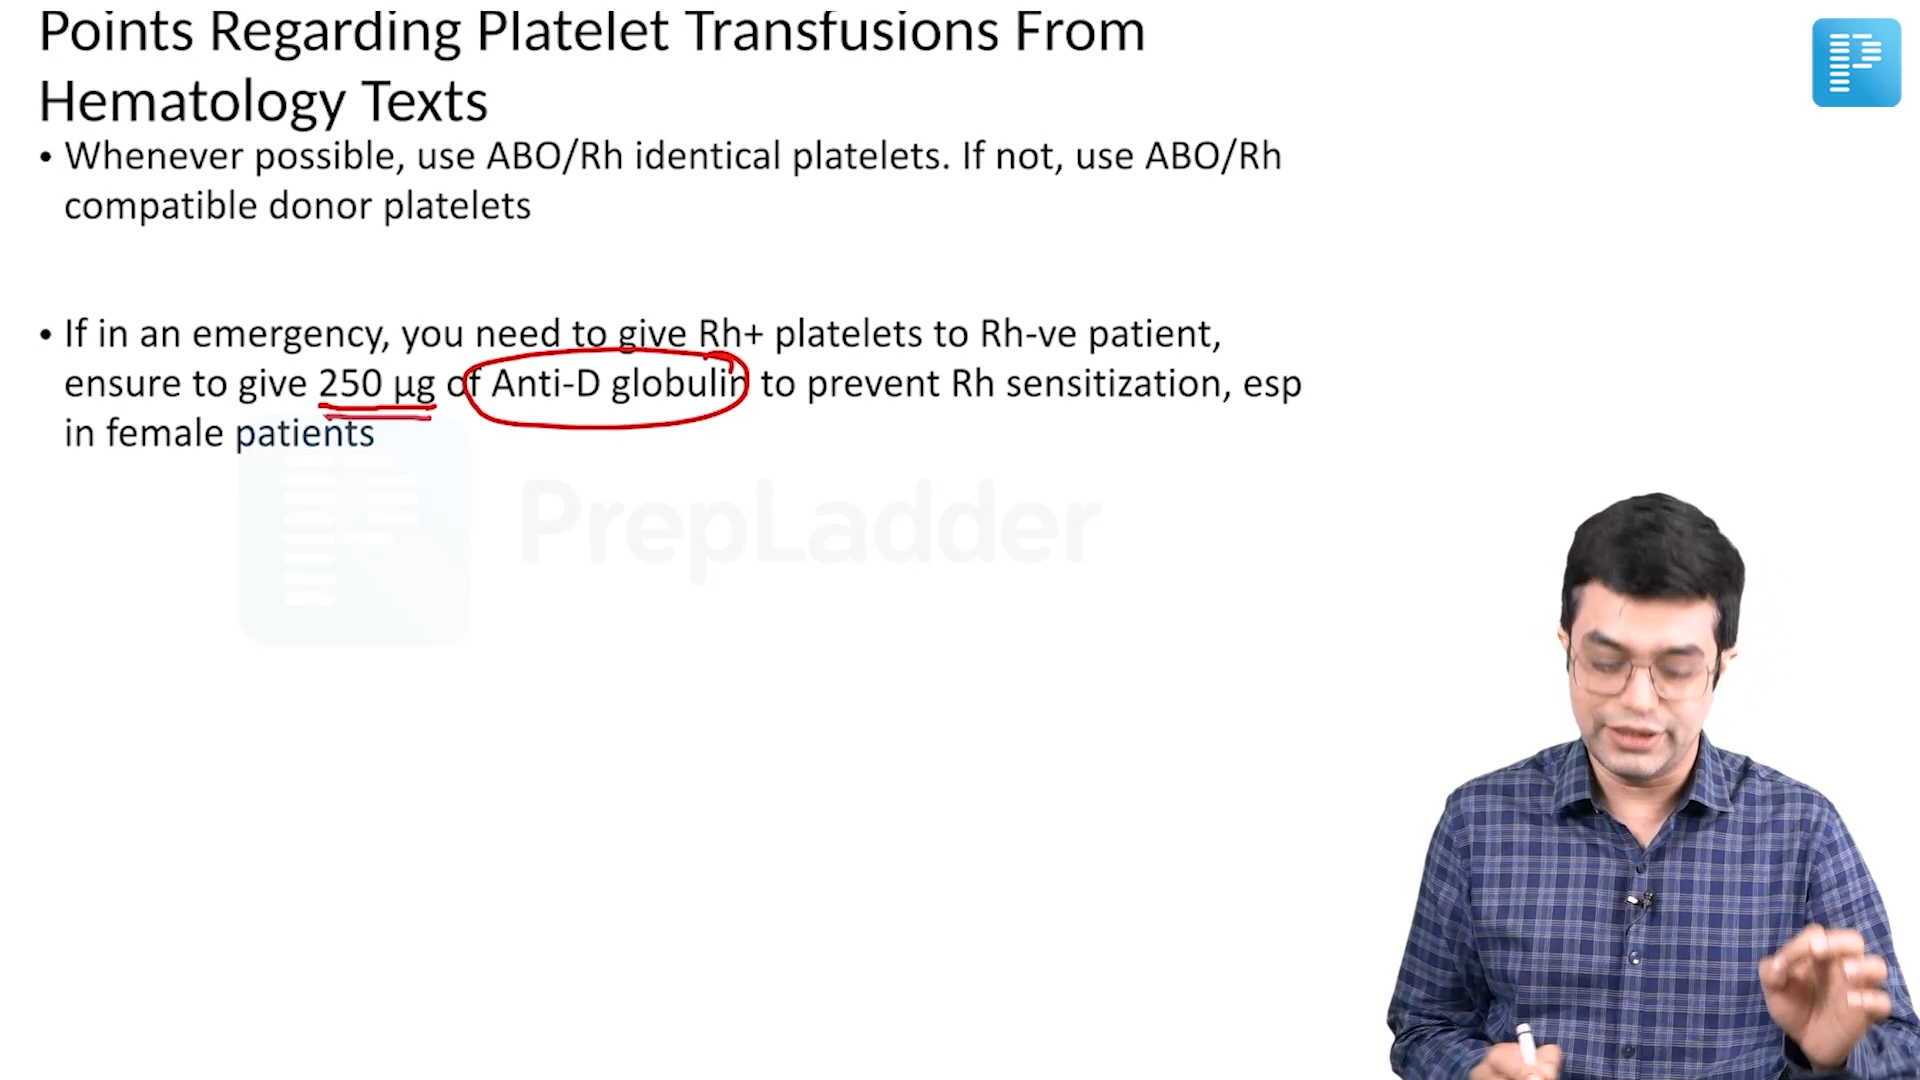 Points Regarding Platelet Transfusions From
Hematology Texts
• Whenever possible, use ABO/Rh identical platelets. If not, use ABO/Rh
compatible donor platelets
• If in an emergency, you need to give Rh+ platelets to Rh-ve patient,
ensure to give 250 µg of Anti-D globulin to prevent Rh sensitization, esp
in female patients
PrepLadder